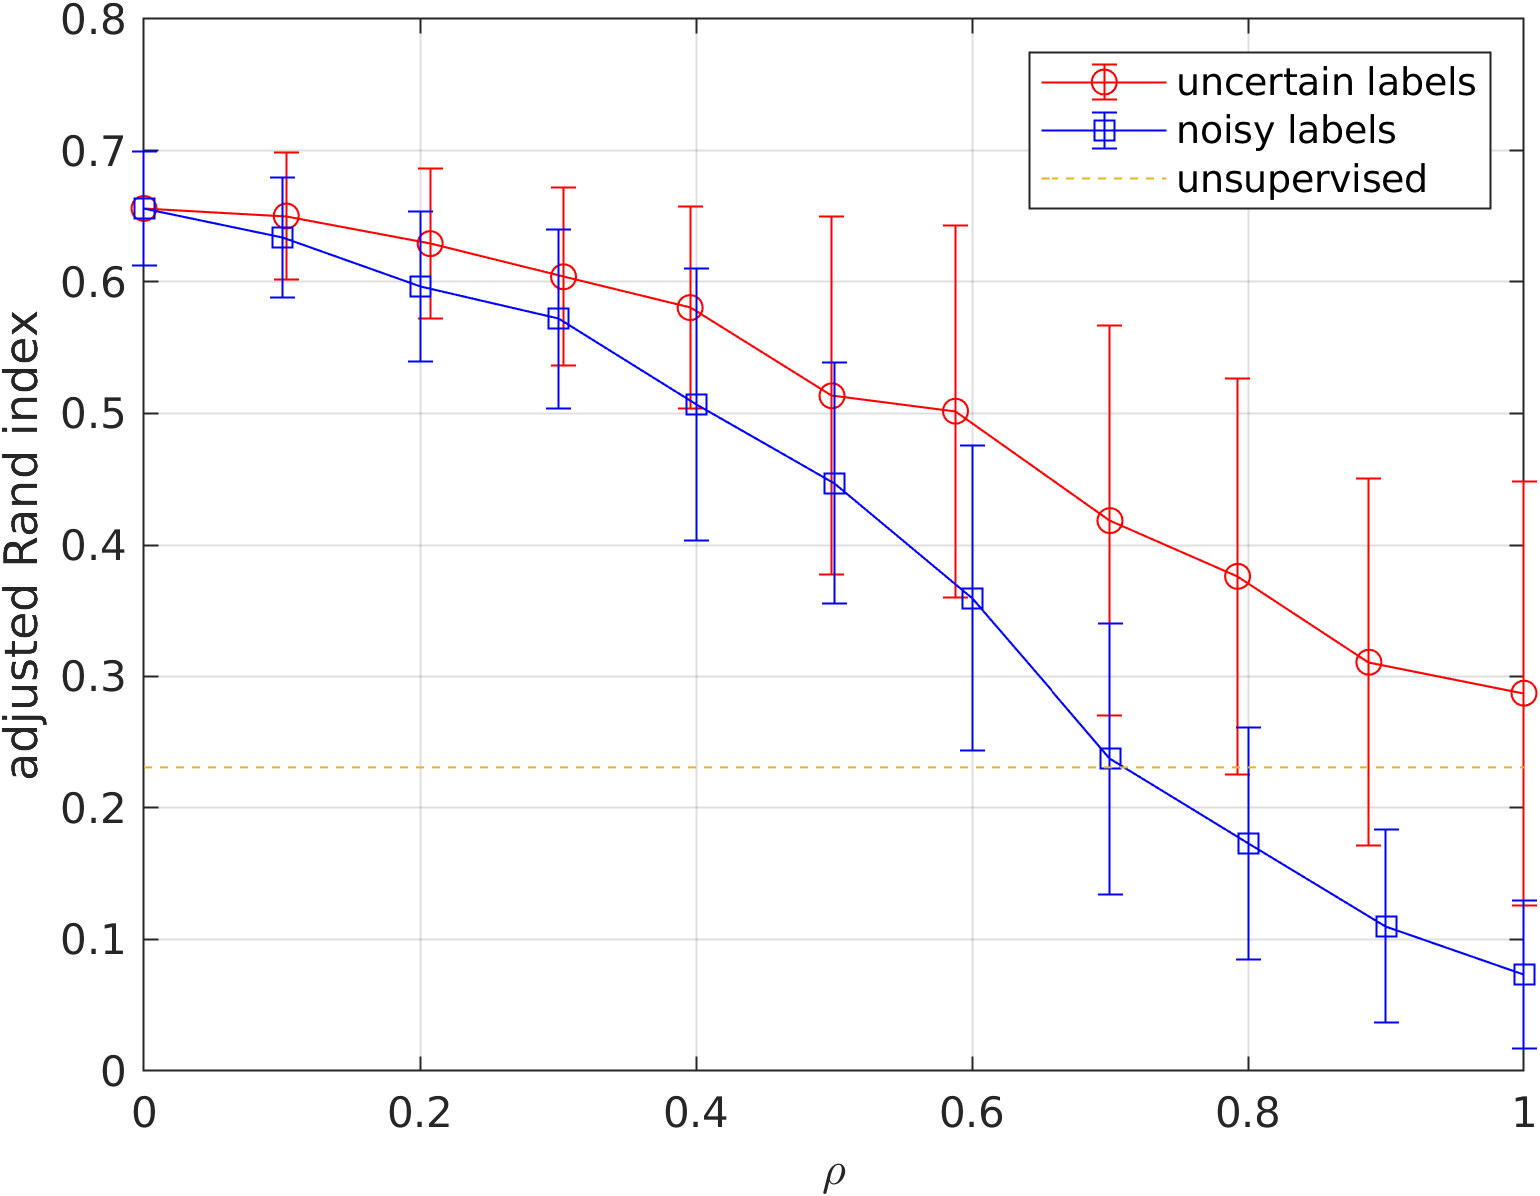 adjusted Rand index
0.8
0.7
0.6
0.5
0.4
0.3
0.2
0.1
0
uncertain labels
noisy labels
unsupervised
0 0.2 0.4 0.6 0.8 1
ρ